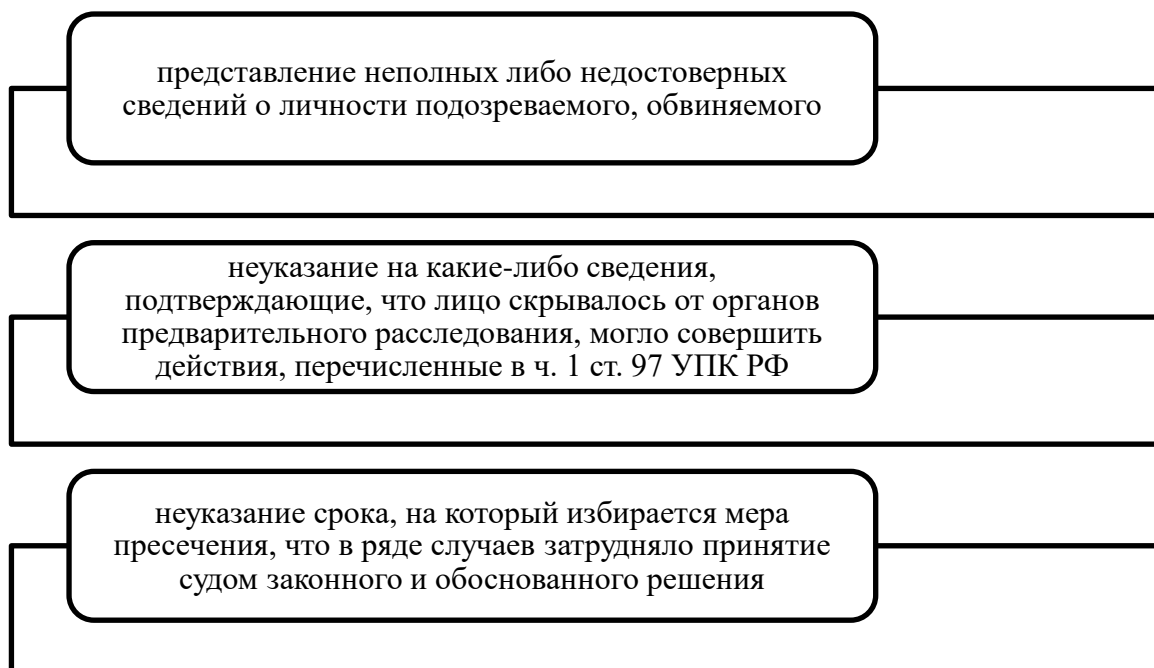 представление неполных либо недостоверных
сведений о личности подозреваемого, обвиняемого
неуказание на какие-либо сведения,
подтверждающие, что лицо скрывалось от органов
предварительного расследования, могло совершить
действия, перечисленные в ч. 1 ст. 97 УПК РФ
неуказание срока, на который избирается мера
пресечения, что в ряде случаев затрудняло принятие
судом законного и обоснованного решения